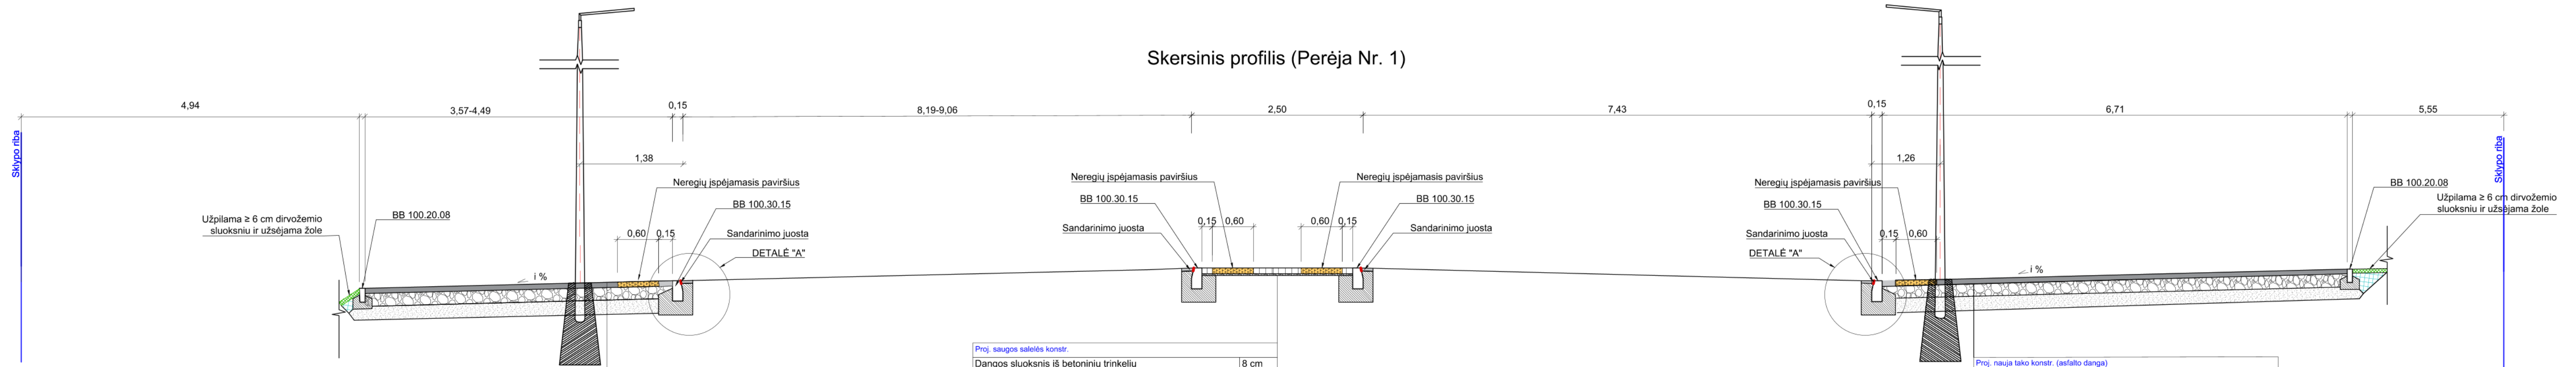 Skersinis profilis (Perėja Nr. 1)
4,94
3,57-4,49
0,15
8,19-9,06
2,50
7,43
0,15
6,71
5,55
Sklypo riba
Sklypo riba
1,38
1,26
Neregių įspėjamasis paviršius
BB 100.30.15
Sandarinimo juosta
DETALĖ "A"
0,60
0,15
BB 100.20.08
Užpilama ≥ 6 cm dirvožemio
sluoksniu ir užsėjama žole
i %
Neregių įspėjamasis paviršius
BB 100.30.15
Sandarinimo juosta
0,15
0,60
Neregių įspėjamasis paviršius
BB 100.30.15
Sandarinimo juosta
0,60
0,15
Neregių įspėjamasis paviršius
BB 100.30.15
Sandarinimo juosta
DETALĖ "A"
0,15
0,60
i %
BB 100.20.08
Užpilama ≥ 6 cm dirvožemio
sluoksniu ir užsėjama žole
Proj. saugos salelės konstr.
Dangos sluoksnis iš betoninių trinkelių
8 cm
Proj. nauja tako konstr. (asfalto danga)